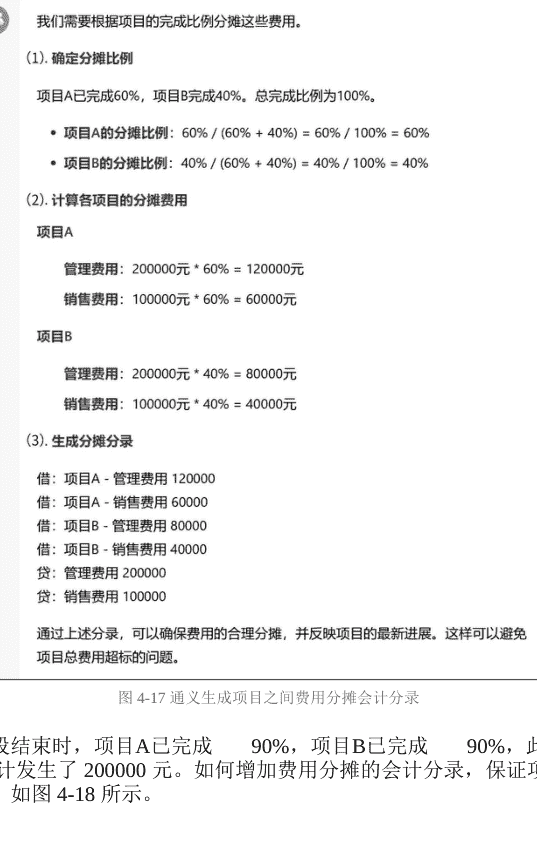 我们需要根据项目的完成比例分摊这些费用。
(1). 确定分摊比例
项目A已完成60%，项目B完成40%。总完成比例为100%。
• 项目A的分摊比例：60% / (60% + 40%) = 60% / 100% = 60%
• 项目B的分摊比例：40% / (60% + 40%) = 40% / 100% = 40%
(2). 计算各项目的分摊费用
项目A
管理费用：200000元 * 60% = 120000元
销售费用：100000元 * 60% = 60000元
项目B
管理费用：200000元 * 40% = 80000元
销售费用：100000元 * 40% = 40000元
(3). 生成分摊分录
借：项目A - 管理费用 120000
借：项目A - 销售费用 60000
借：项目B - 管理费用 80000
借：项目B - 销售费用 40000
贷：管理费用 200000
贷：销售费用 100000
通过上述分录，可以确保费用的合理分摊，并反映项目的最新进展。这样可以避免
项目总费用超标的问题。
图 4-17 通义生成项目之间费用分摊会计分录
结束时，项目A已完成 90%，项目B已完成 90%，
计发生了 200000 元。如何增加费用分摊的会计分录，保证
如图 4-18 所示。